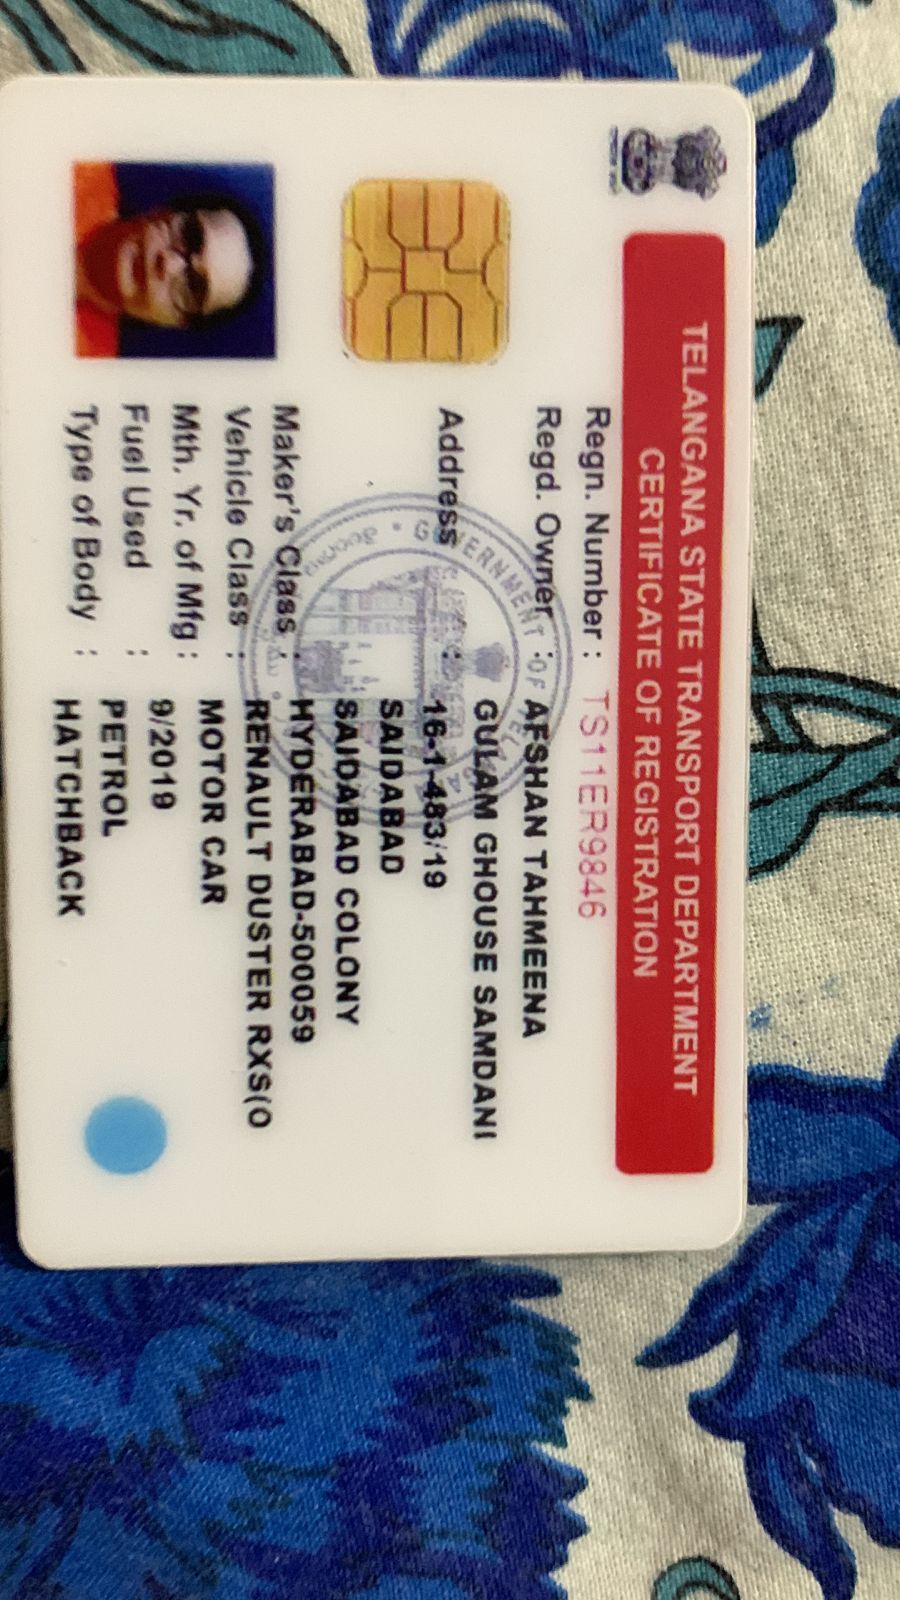 TELANGANA STATE TRANSPORT DEPARTMENT
CERTIFICATE OF REGISTRATION
Regn. Number : TS11ER9846
Regd. Owner : AFSHAN TAHMEENA
GULAM GHOUSE SAMDANI
Address : 16-1-483/19
SAIDABAD
SAIDABAD COLONY
HYDERABAD-500059
Maker's Class : RENAULT DUSTER RXS(O
Vehicle Class : MOTOR CAR
Mth. Yr. of Mfg : 9/2019
Fuel Used : PETROL
Type of Body : HATCHBACK
GOVERNMENT OF TELANGANA